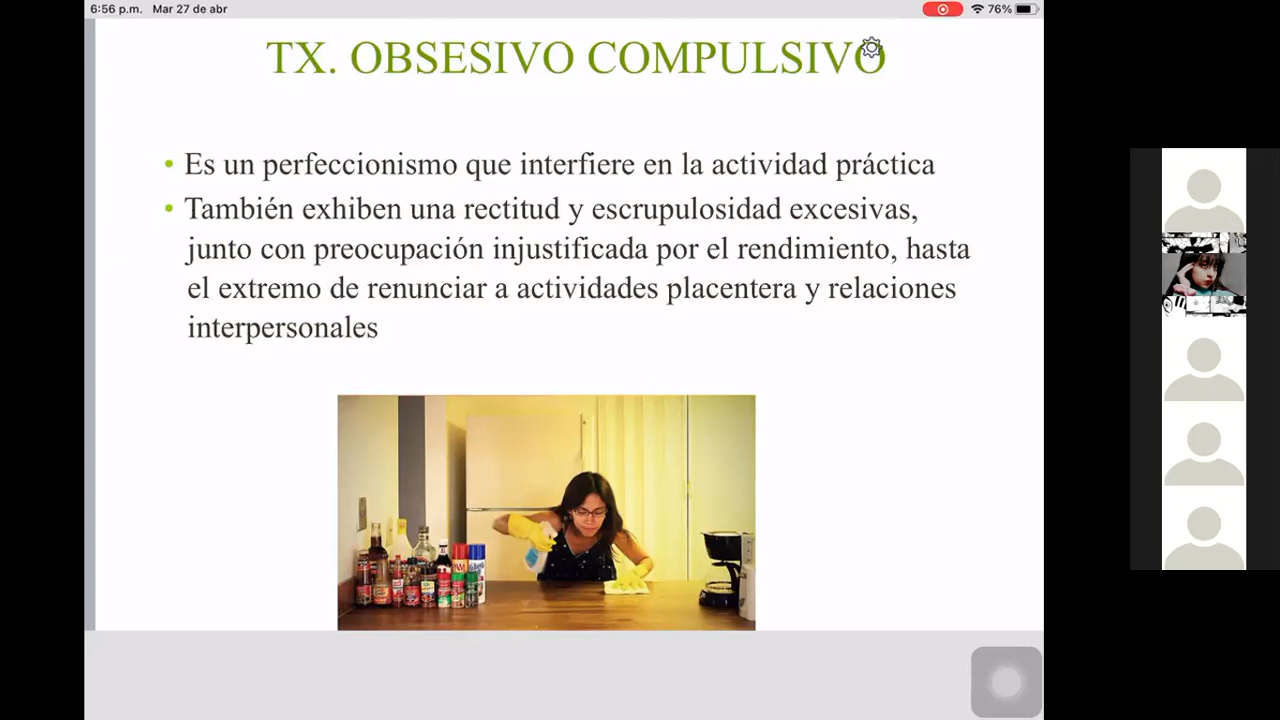 6:56 p.m. Mar 27 de abr 76%
TX. OBSESIVO COMPULSIVO
• Es un perfeccionismo que interfiere en la actividad práctica
• También exhiben una rectitud y escrupulosidad excesivas,
junto con preocupación injustificada por el rendimiento, hasta
el extremo de renunciar a actividades placentera y relaciones
interpersonales